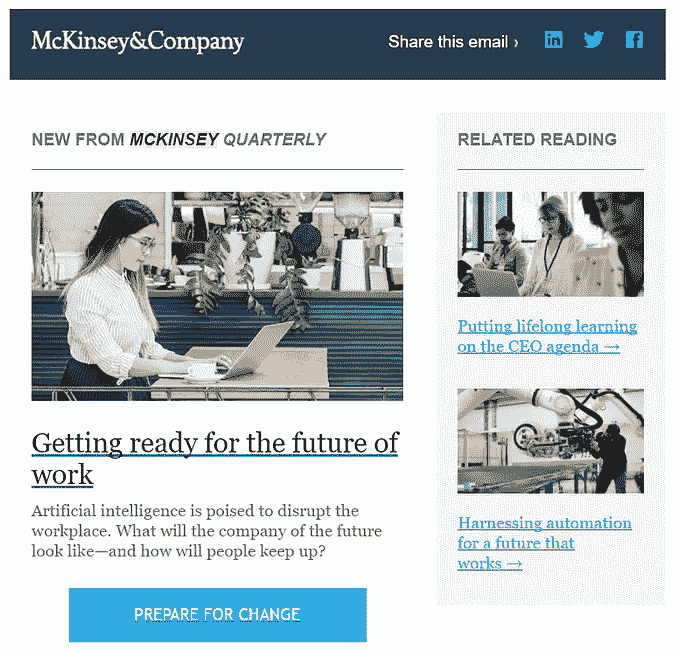 McKinsey&Company
Share this email ›
NEW FROM MCKINSEY QUARTERLY
Getting ready for the future of
work
Artificial intelligence is poised to disrupt the
workplace. What will the company of the future
look like—and how will people keep up?
PREPARE FOR CHANGE
RELATED READING
Putting lifelong learning
on the CEO agenda →
Harnessing automation
for a future that
works →